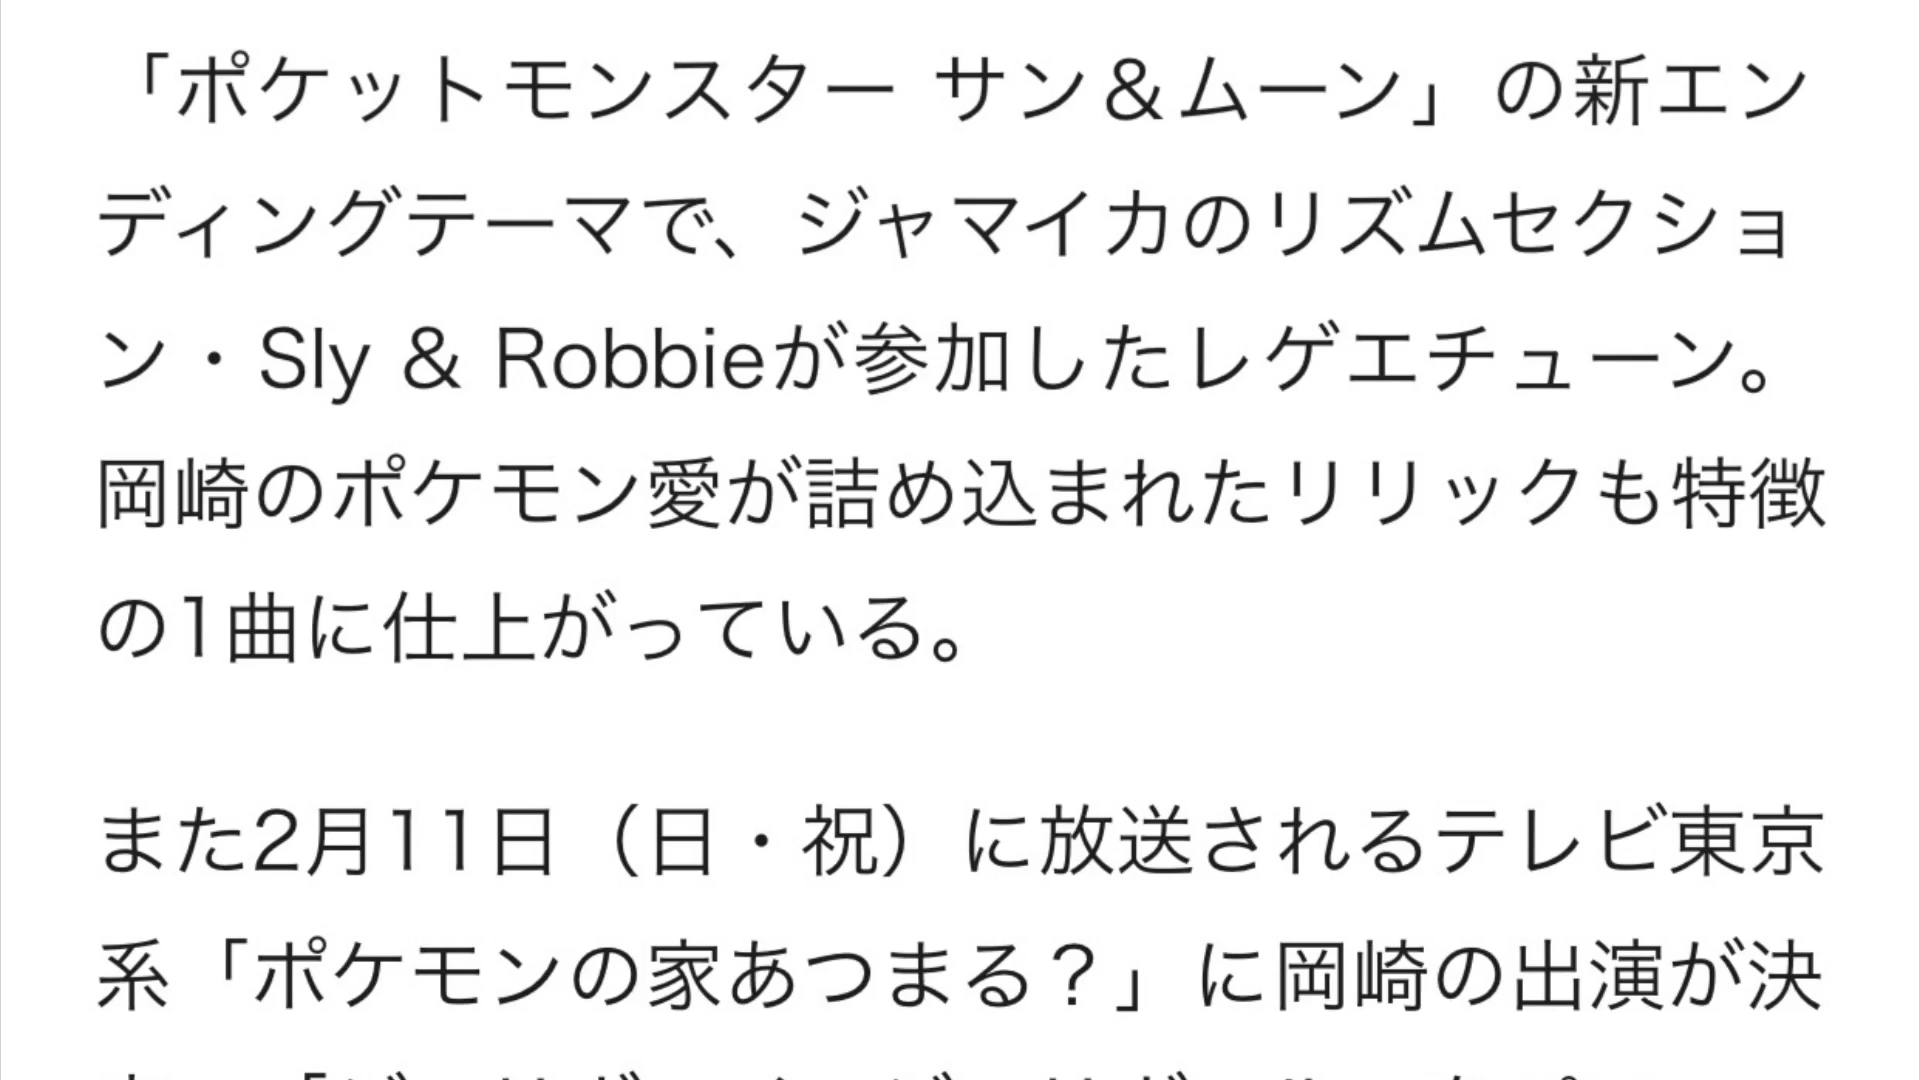 「ポケットモンスター サン＆ムーン」の新エン
ディングテーマで、ジャマイカのリズムセクショ
ン・Sly & Robbieが参加したレゲエチューン。
岡崎のポケモン愛が詰め込まれたリリックも特徴
の1曲に仕上がっている。
また2月11日（日・祝）に放送されるテレビ東京
系「ポケモンの家あつまる？」に岡崎の出演が決